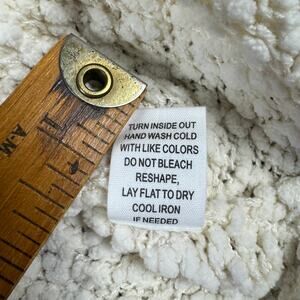 TURN INSIDE OUT
HAND WASH COLD
WITH LIKE COLORS
DO NOT BLEACH
RESHAPE,
LAY FLAT TO DRY
COOL IRON
IF NEEDED
A.M